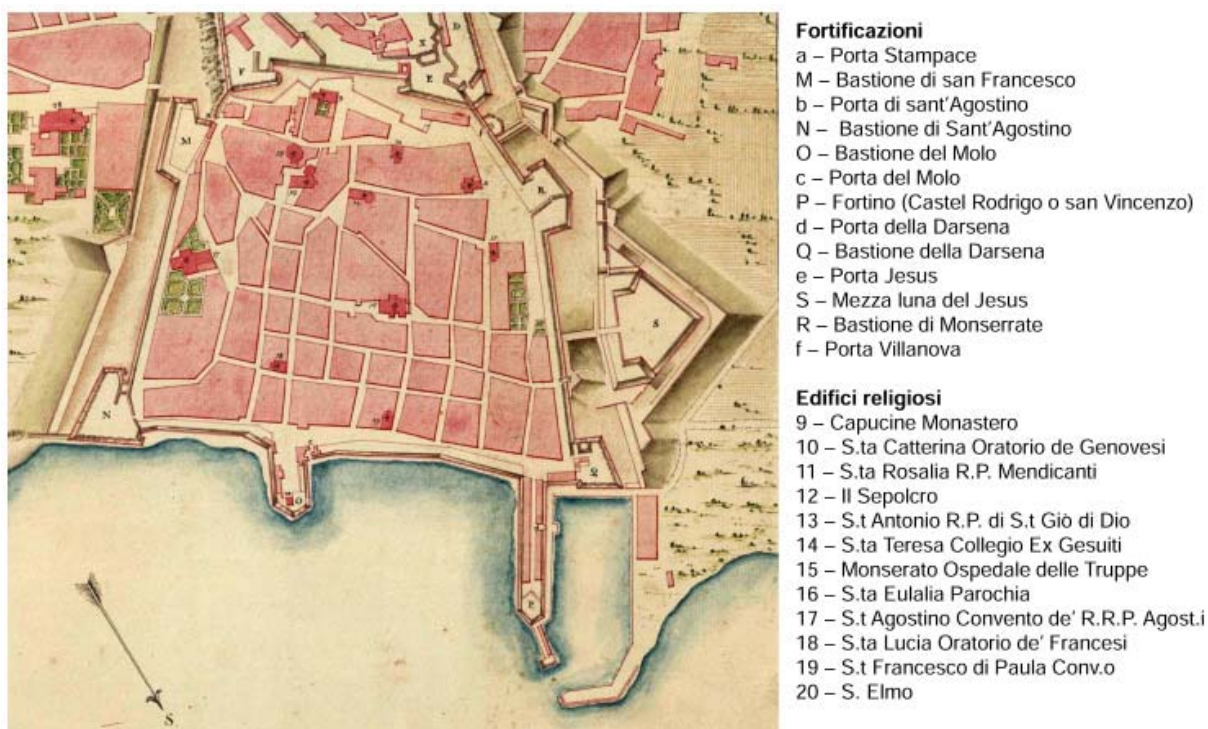 Fortificazioni
a – Porta Stampace
M – Bastione di san Francesco
b – Porta di sant'Agostino
N – Bastione di Sant'Agostino
O – Bastione del Molo
c – Porta del Molo
P – Fortino (Castel Rodrigo o san Vincenzo)
d – Porta della Darsena
Q – Bastione della Darsena
e – Porta Jesus
S – Mezza luna del Jesus
R – Bastione di Monserrate
f – Porta Villanova
Edifici religiosi
9 – Capucine Monastero
10 – S.ta Catterina Oratorio de Genovesi
11 – S.ta Rosalia R.P. Mendicanti
12 – Il Sepolcro
13 – S.t Antonio R.P. di S.t Giò di Dio
14 – S.ta Teresa Collegio Ex Gesuiti
15 – Monserato Ospedale delle Truppe
16 – S.ta Eulalia Parochia
17 – S.t Agostino Convento de' R.R.P. Agost.i
18 – S.ta Lucia Oratorio de' Francesi
19 – S.t Francesco di Paula Conv.o
20 – S. Elmo
D
X
F
E
M
R
S
N
Q
O
P
S